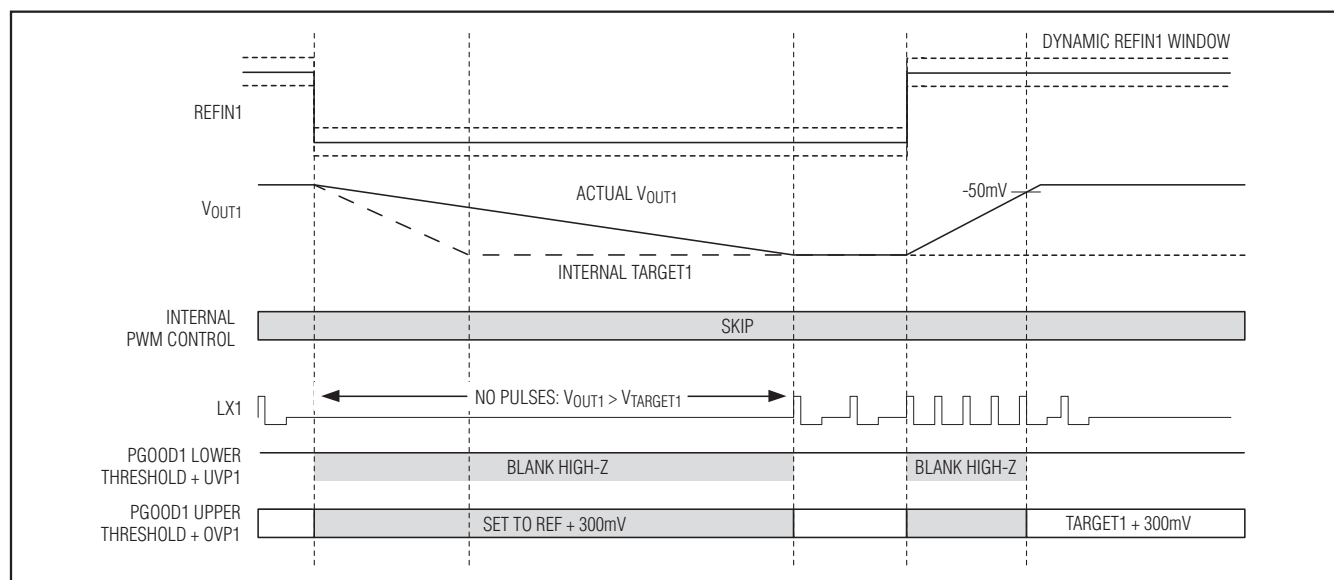 DYNAMIC REFIN1 WINDOW
REFIN1
-50mV
ACTUAL VOUT1
VOUT1
INTERNAL TARGET1
INTERNAL
PWM CONTROL
SKIP
NO PULSES: VOUT1 > VTARGET1
LX1
PGOOD1 LOWER
THRESHOLD + UVP1
BLANK HIGH-Z
BLANK HIGH-Z
PGOOD1 UPPER
THRESHOLD + OVP1
SET TO REF + 300mV
TARGET1 + 300mV